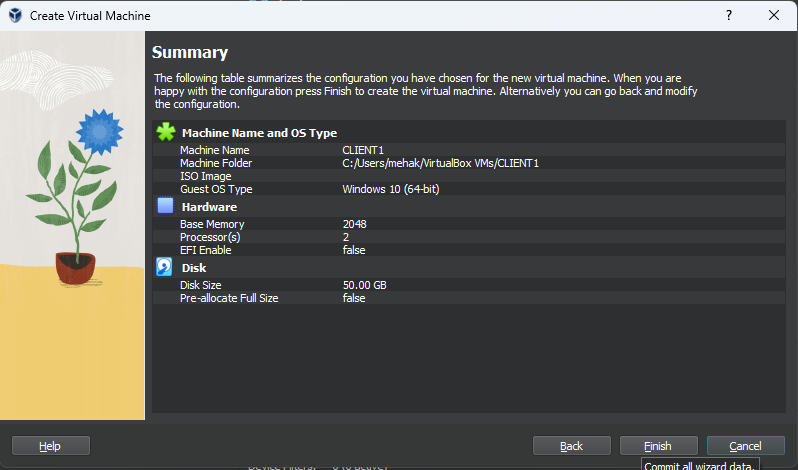 Create Virtual Machine
?
Summary
The following table summarizes the configuration you have chosen for the new virtual machine. When you are
happy with the configuration press Finish to create the virtual machine. Alternatively you can go back and modify
the configuration.
Machine Name and OS Type
Machine Name CLIENT1
Machine Folder C:/Users/mehak/VirtualBox VMs/CLIENT1
ISO Image
Guest OS Type Windows 10 (64-bit)
Hardware
Base Memory 2048
Processor(s) 2
EFI Enable false
Disk
Disk Size 50.00 GB
Pre-allocate Full Size false
Help Back Finish Cancel
Commit all wizard data.